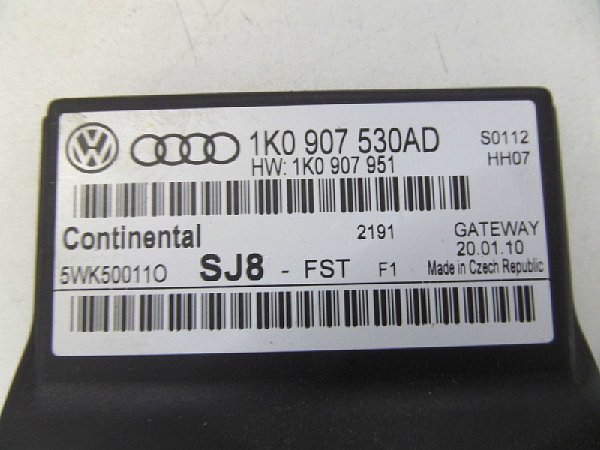 1K0 907 530AD S0112
HW: 1K0 907 951 HH07
Continental 2191 GATEWAY
20.01.10
5WK50011O SJ8 - FST F1 Made in Czech Republic